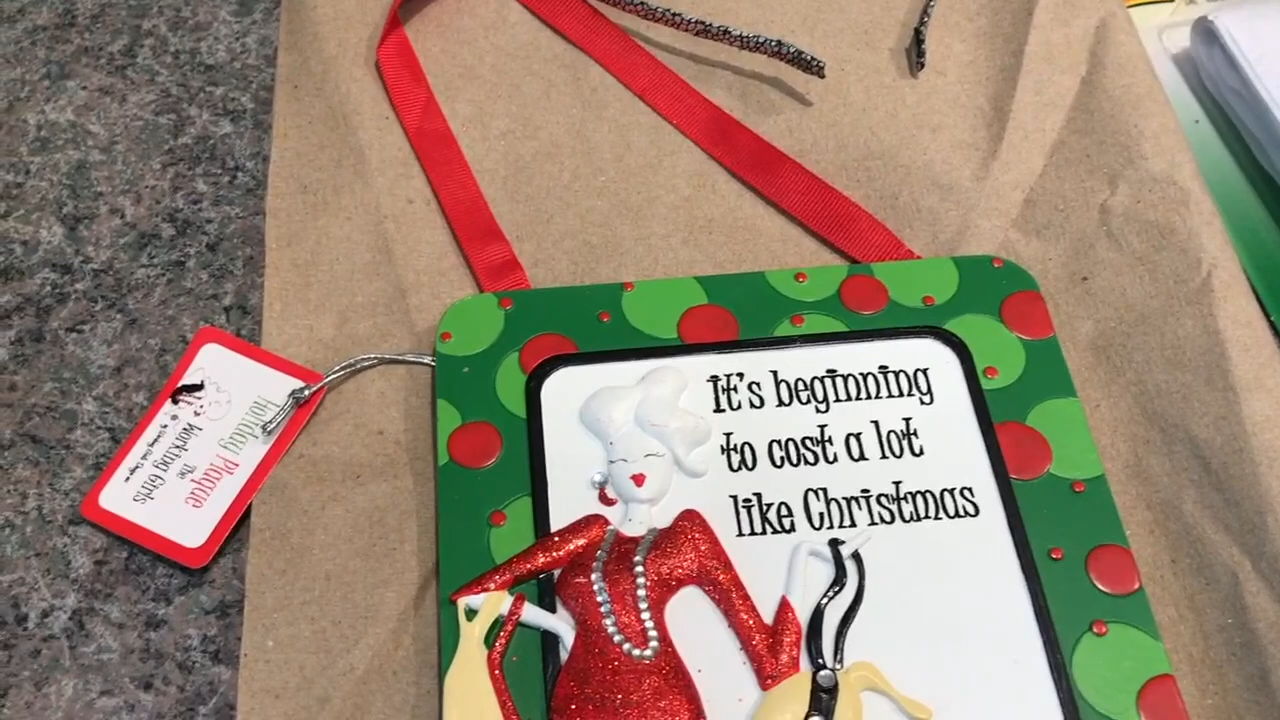 It's beginning
to cost a lot
like Christmas
Holiday Plaque
The
Working Girls